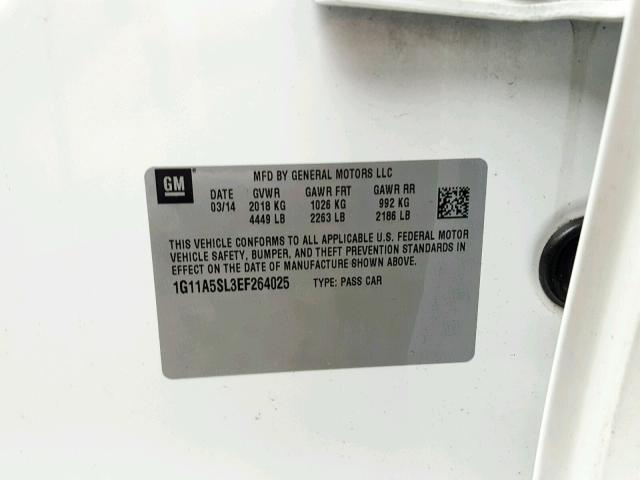 GM
MFD BY GENERAL MOTORS LLC
DATE GVWR GAWR FRT GAWR RR
03/14 2018 KG 1026 KG 992 KG
4449 LB 2263 LB 2186 LB
THIS VEHICLE CONFORMS TO ALL APPLICABLE U.S. FEDERAL MOTOR
VEHICLE SAFETY, BUMPER, AND THEFT PREVENTION STANDARDS IN
EFFECT ON THE DATE OF MANUFACTURE SHOWN ABOVE.
1G11A5SL3EF264025 TYPE: PASS CAR